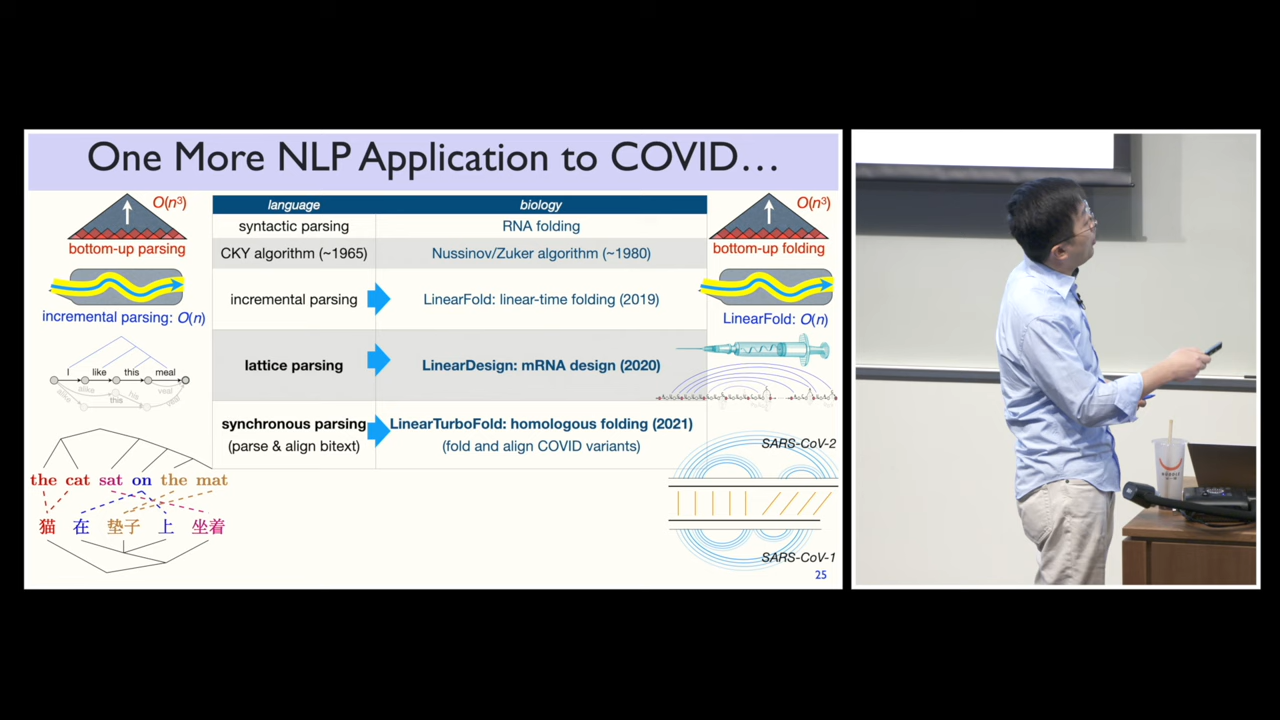 One More NLP Application to COVID…
O(n³)
bottom-up parsing
incremental parsing: O(n)
I like this meal
alike this veal
this
the cat sat on the mat
猫 在 垫子 上 坐着
language biology
syntactic parsing RNA folding
CKY algorithm (~1965) Nussinov/Zuker algorithm (~1980)
incremental parsing LinearFold: linear-time folding (2019)
lattice parsing LinearDesign: mRNA design (2020)
synchronous parsing LinearTurboFold: homologous folding (2021)
(parse & align bitext) (fold and align COVID variants)
O(n³)
bottom-up folding
LinearFold: O(n)
SARS-CoV-2
SARS-CoV-1
25